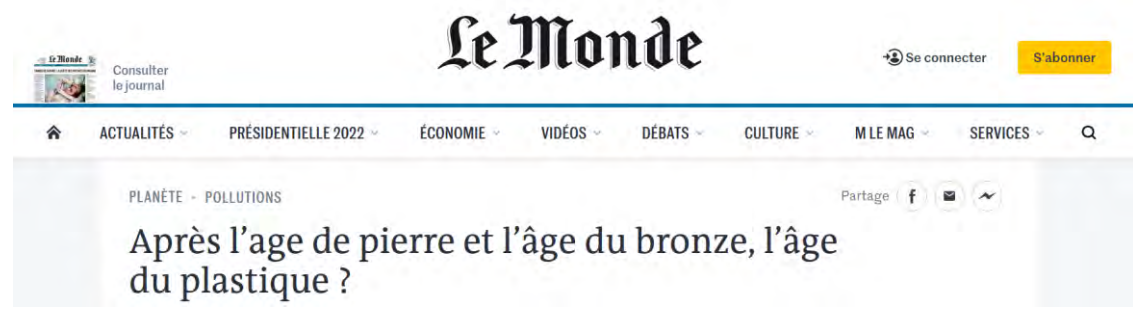 Le Monde
Consulter
le journal
Se connecter
S'abonner
ACTUALITÉS PRÉSIDENTIELLE 2022 ÉCONOMIE VIDÉOS DÉBATS CULTURE M LE MAG SERVICES
PLANÈTE - POLLUTIONS
Partage
Après l'age de pierre et l'âge du bronze, l'âge
du plastique ?